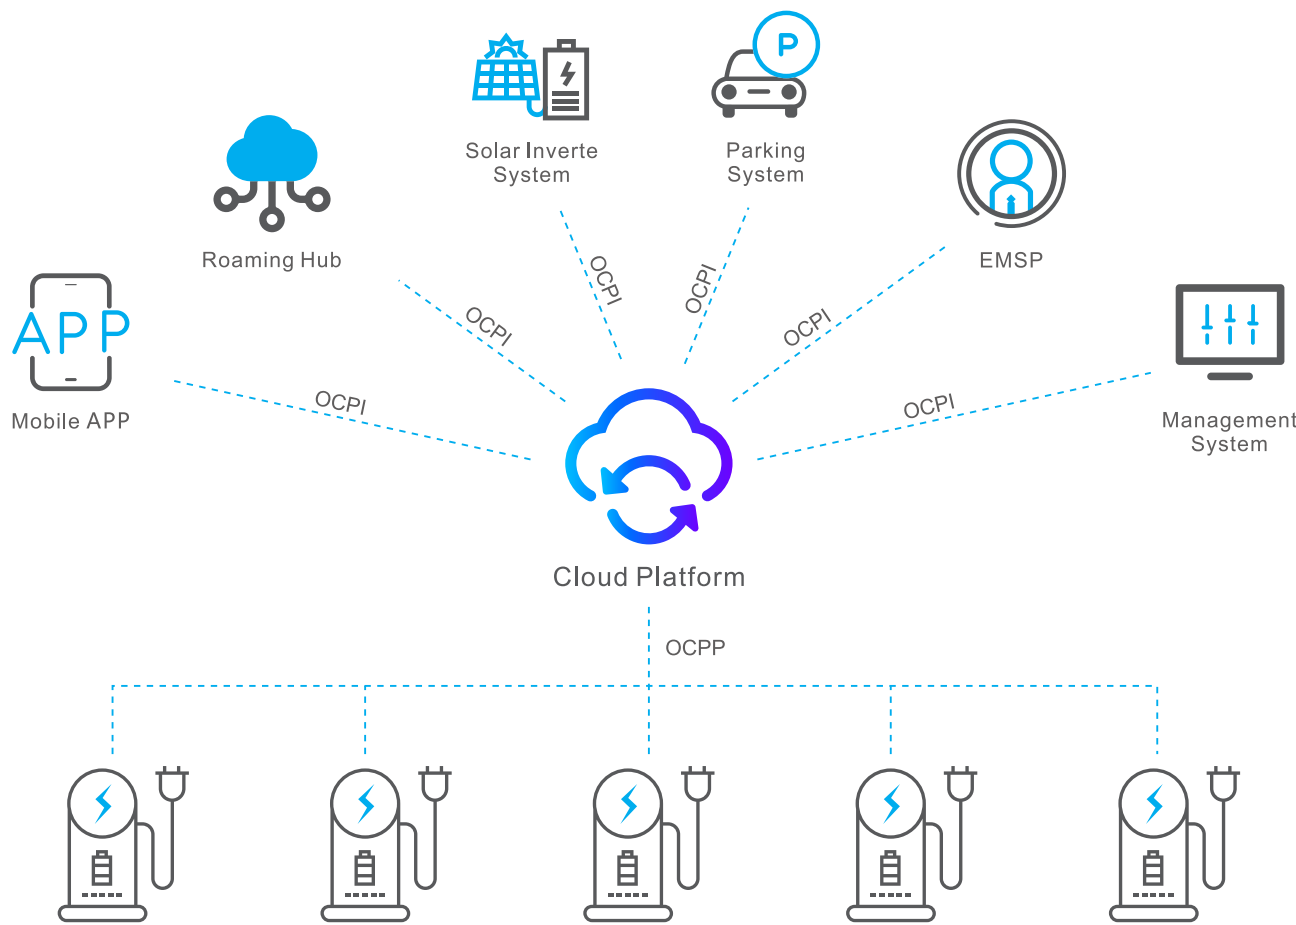 P
Solar Inverte
System
Parking
System
Roaming Hub
EMSP
APP
Mobile APP
Management
System
OCPI
OCPI
OCPI
OCPI
OCPI
OCPI
Cloud Platform
OCPP